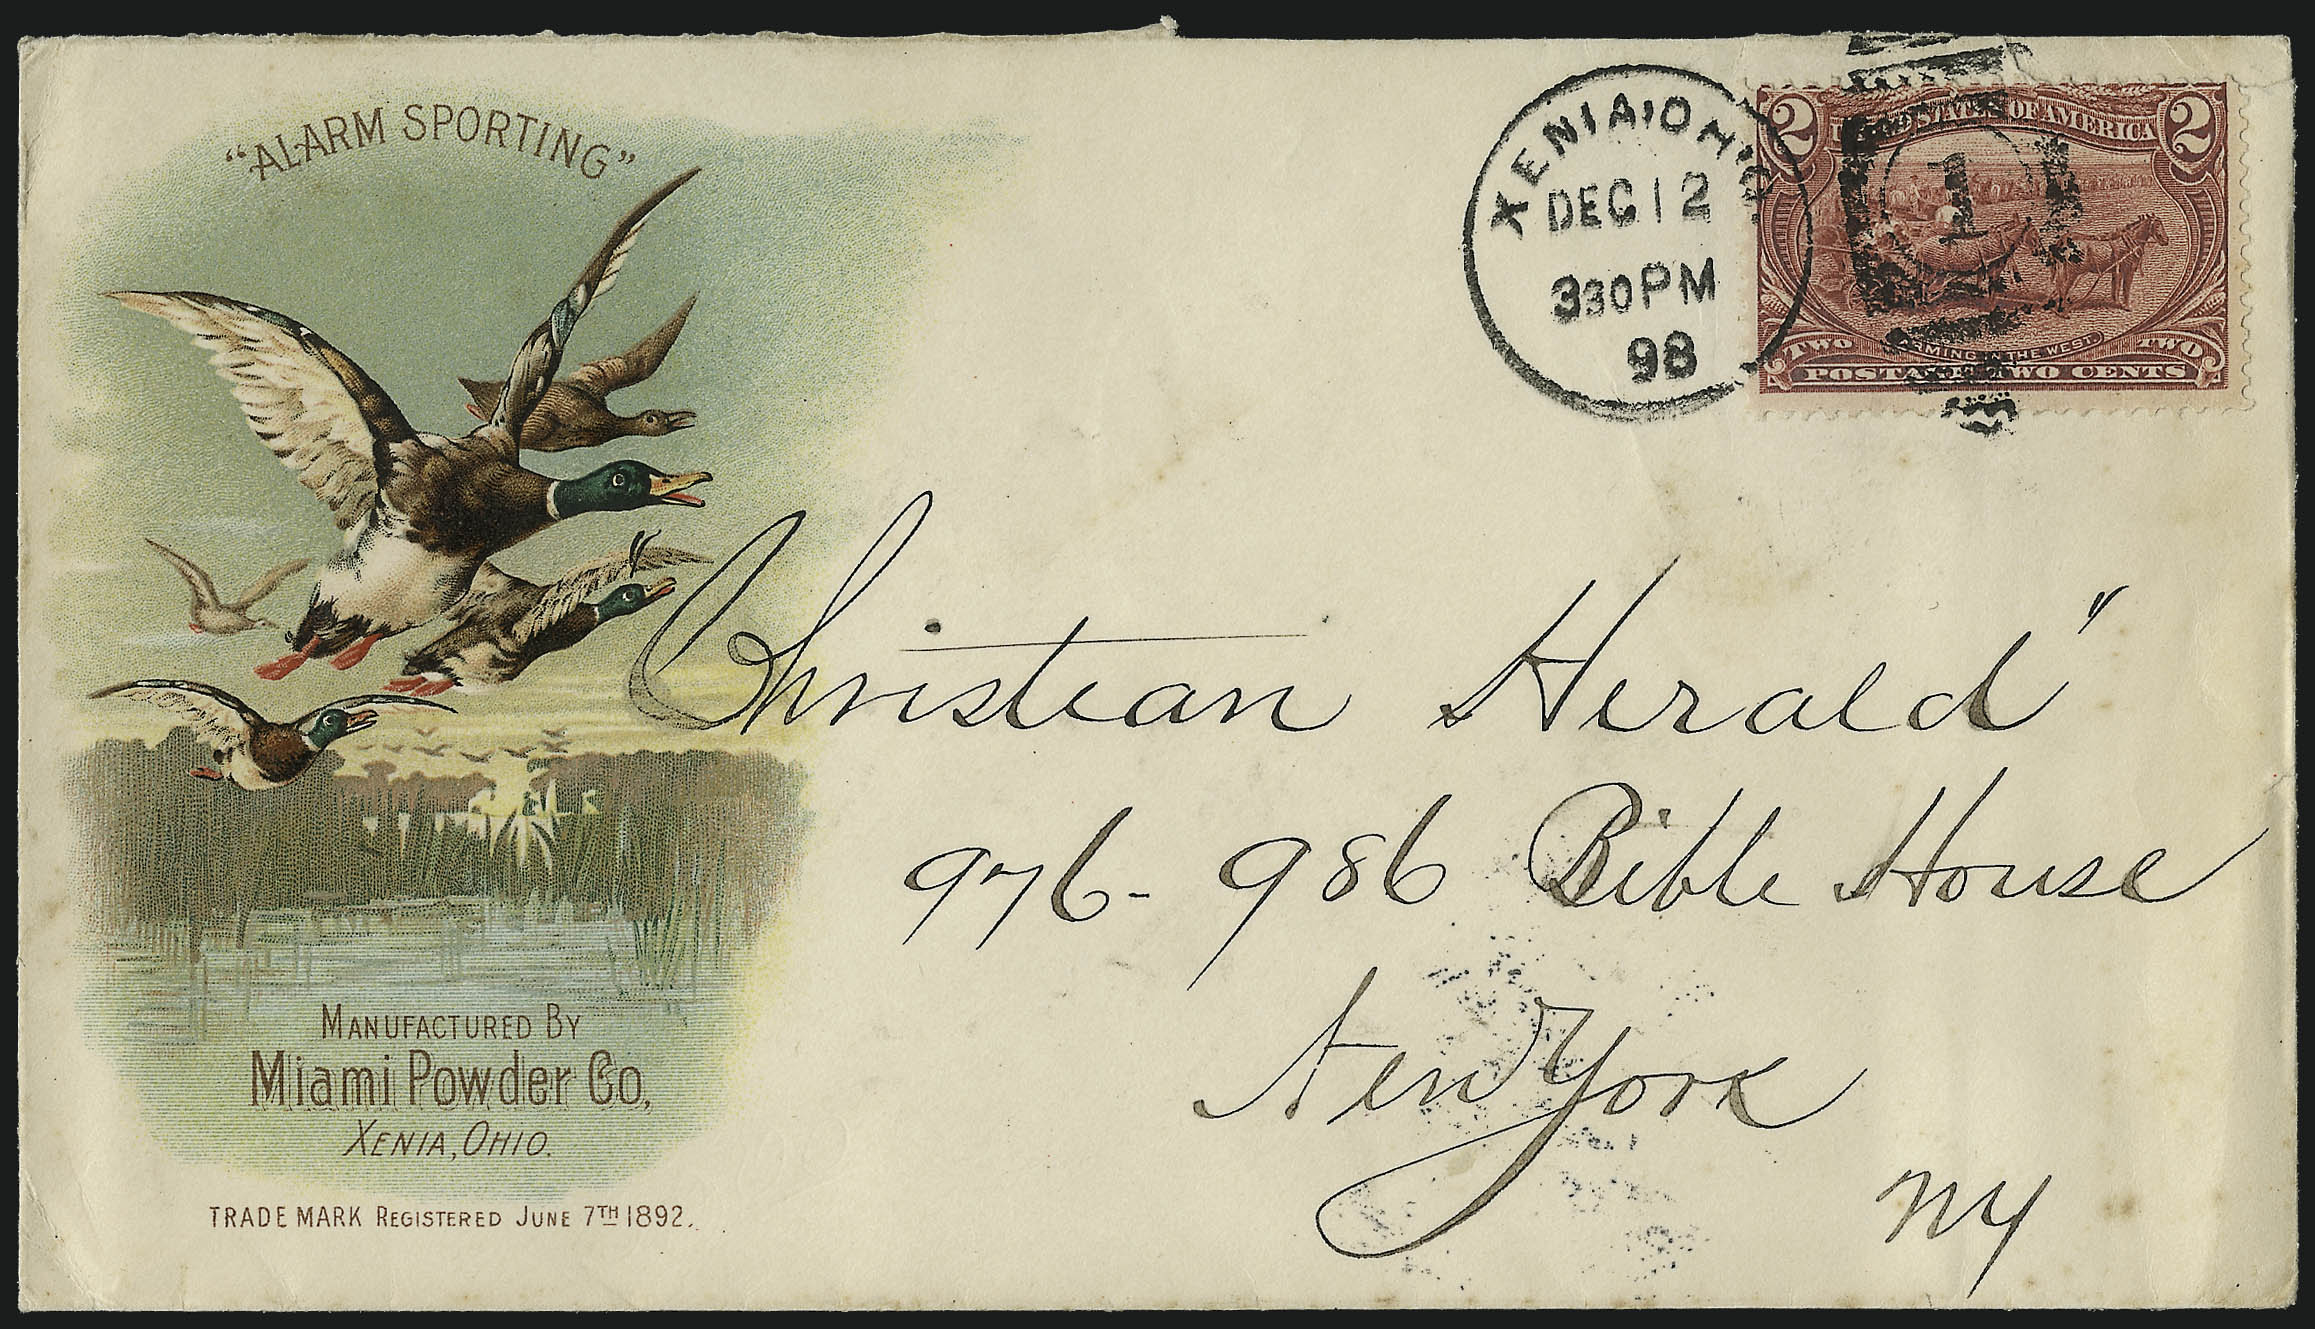 "ALARM SPORTING"
MANUFACTURED BY
Miami Powder Co,
XENIA, OHIO.
TRADE MARK REGISTERED JUNE 7TH 1892.
XENIA, OHIO
DEC 12
330PM
98
1
2 UNITED STATES OF AMERICA 2
FARMING IN THE WEST.
TWO TWO
POSTAGE TWO CENTS
"Christian Herald"
976-986 Bible House
New York
NY